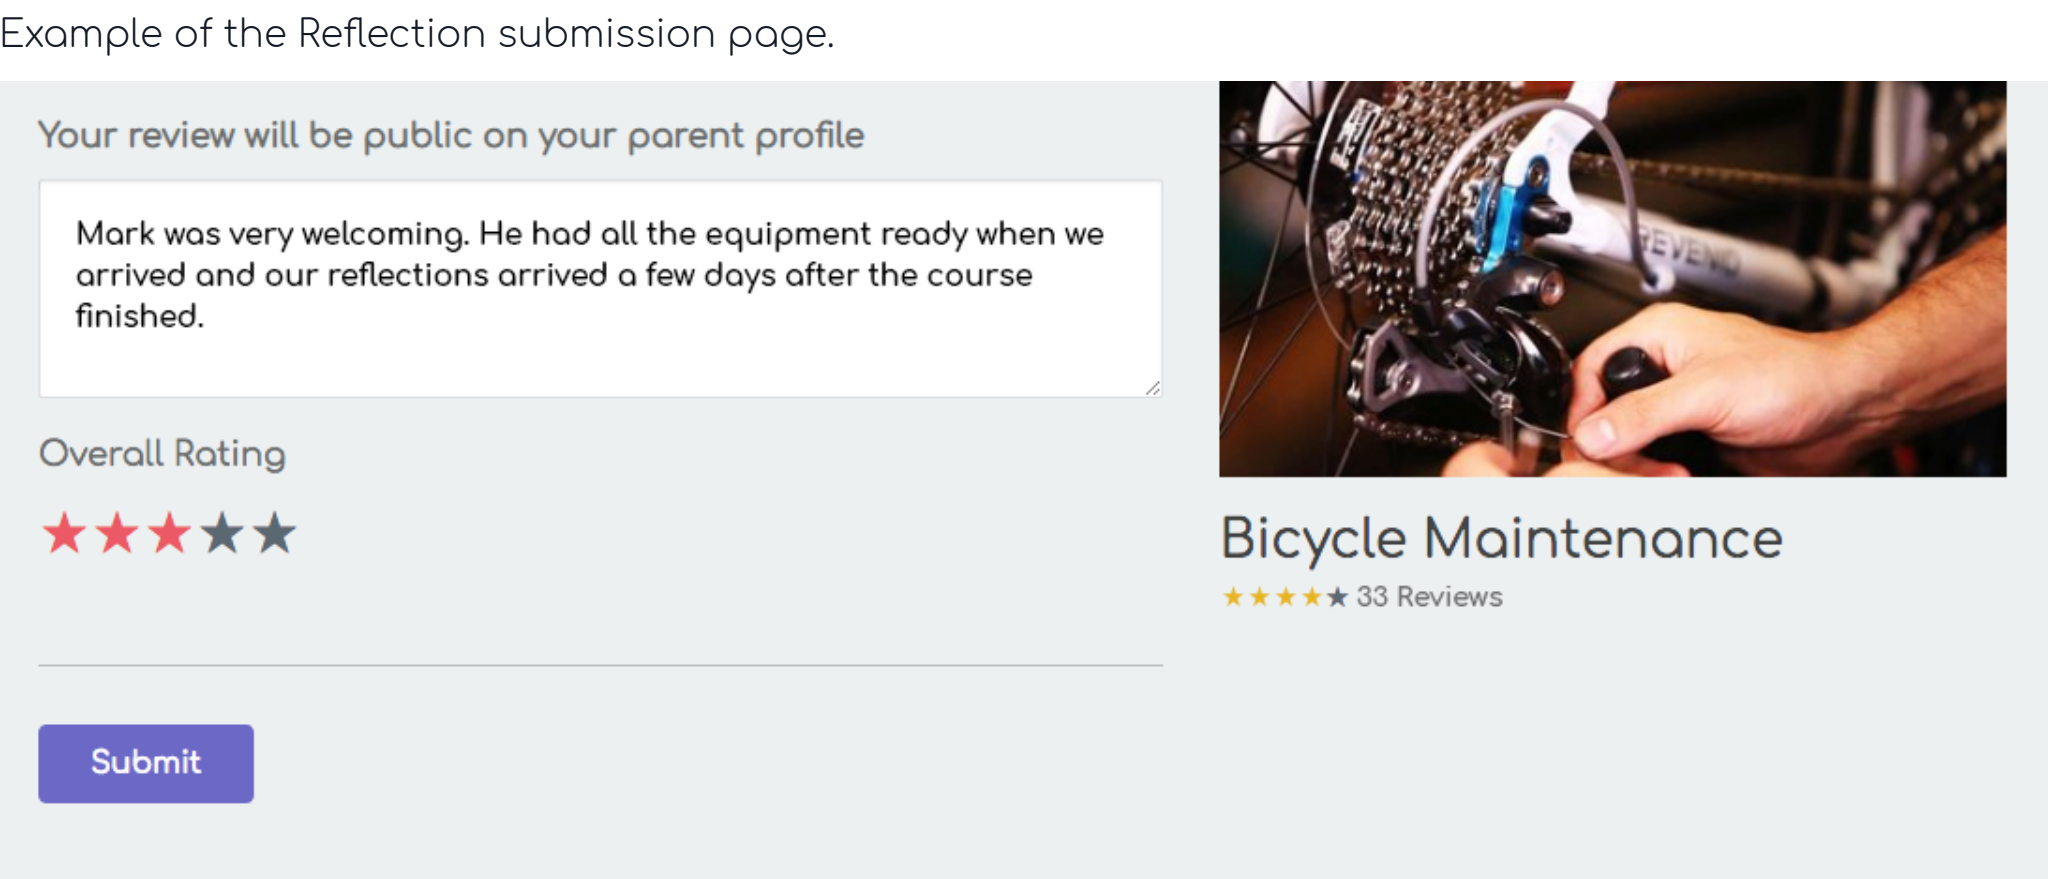 Example of the Reflection submission page.
Your review will be public on your parent profile
Mark was very welcoming. He had all the equipment ready when we
arrived and our reflections arrived a few days after the course
finished.
Overall Rating
Submit
REVENIO
Bicycle Maintenance
33 Reviews